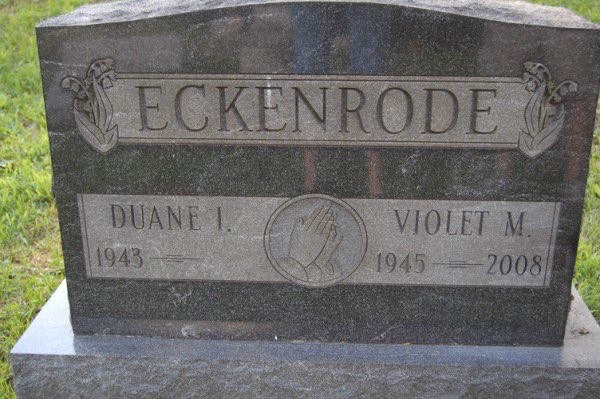 ECKENRODE
DUANE I. VIOLET M.
1943 — 1945 — 2008